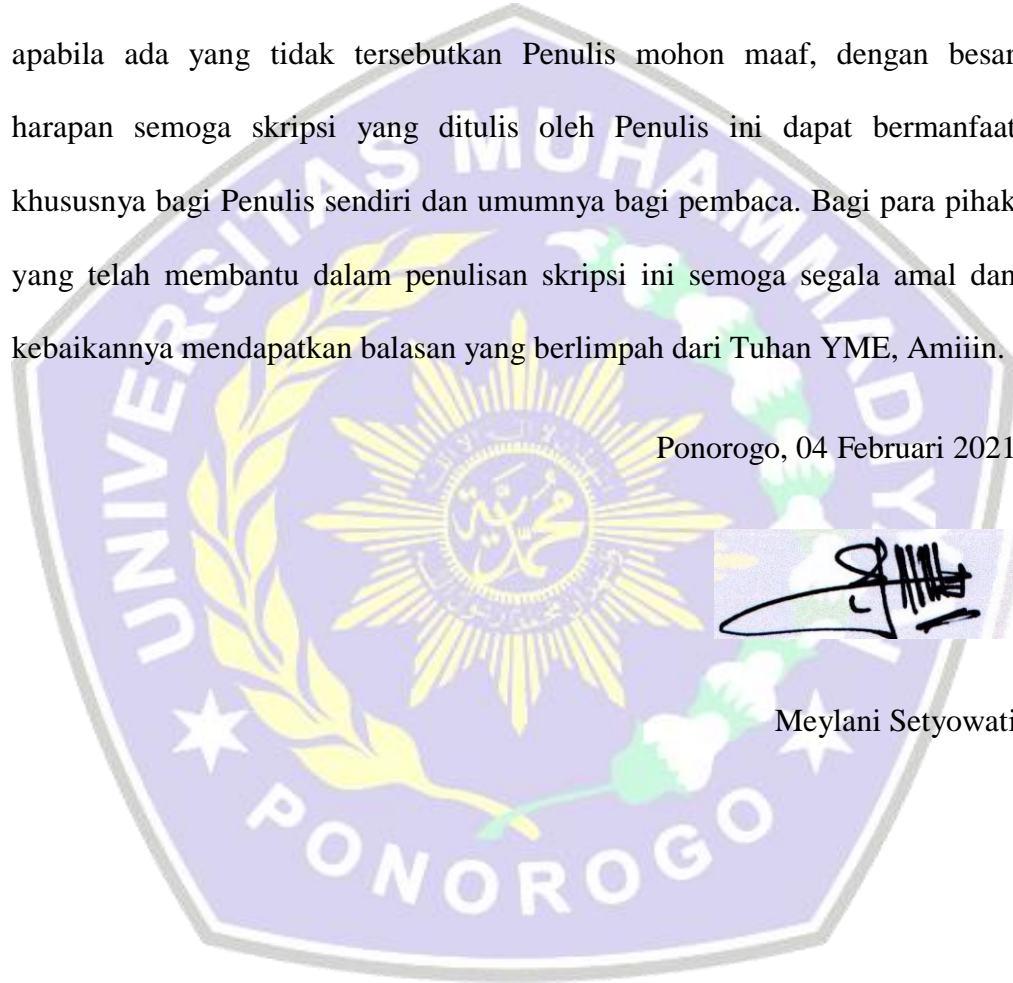 apabila ada yang tidak tersebutkan Penulis mohon maaf, dengan besar
harapan semoga skripsi yang ditulis oleh Penulis ini dapat bermanfaat
khususnya bagi Penulis sendiri dan umumnya bagi pembaca. Bagi para pihak
yang telah membantu dalam penulisan skripsi ini semoga segala amal dan
kebaikannya mendapatkan balasan yang berlimpah dari Tuhan YME, Amiiin.
Ponorogo, 04 Februari 2021
Meylani Setyowati
UNIVERSITAS MUHAMMADIYAH
PONOROGO
محمدية